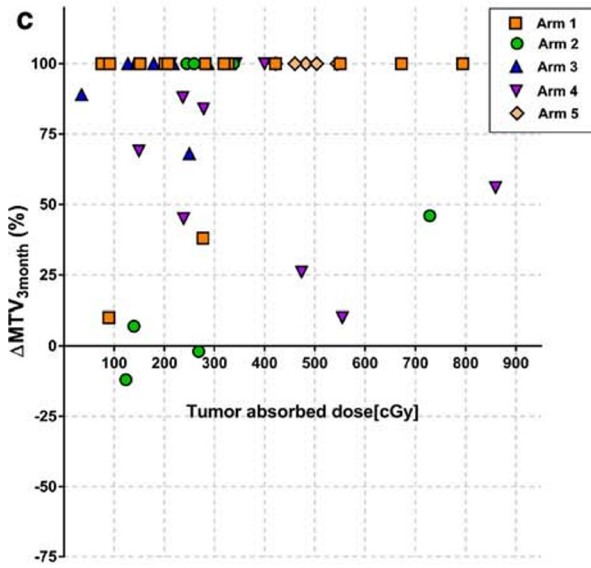 c
Arm 1
Arm 2
Arm 3
Arm 4
Arm 5
ΔMTV3month (%)
100
75
50
25
0
100 200 300 400 500 600 700 800 900
Tumor absorbed dose[cGy]
-25
-50
-75